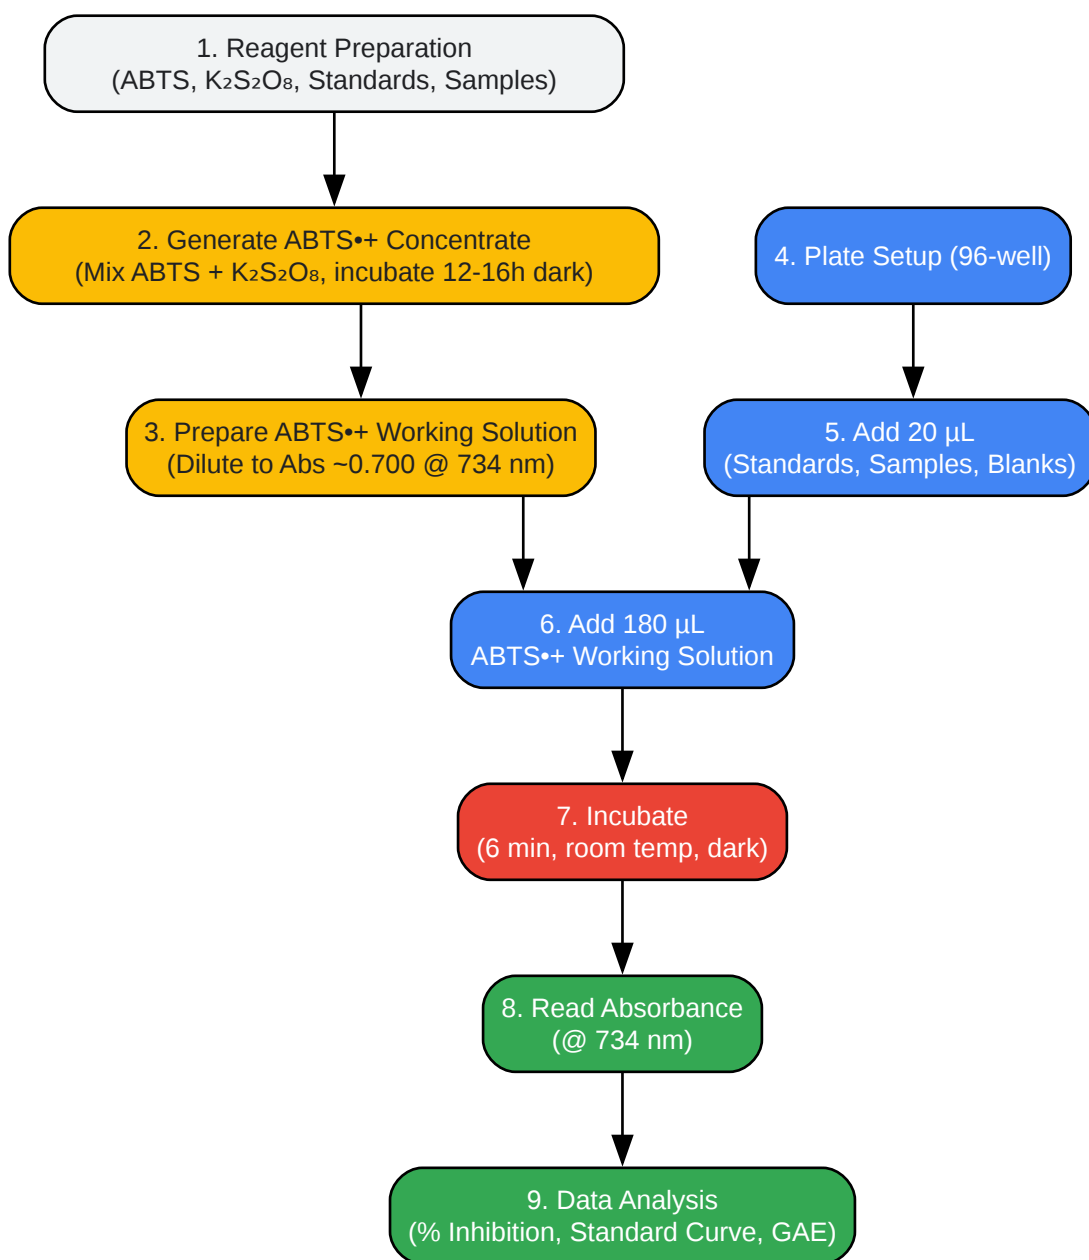 1. Reagent Preparation
(ABTS, K₂S₂O₈, Standards, Samples)
2. Generate ABTS•+ Concentrate
(Mix ABTS + K₂S₂O₈, incubate 12-16h dark)
4. Plate Setup (96-well)
3. Prepare ABTS•+ Working Solution
(Dilute to Abs ~0.700 @ 734 nm)
5. Add 20 µL
(Standards, Samples, Blanks)
6. Add 180 µL
ABTS•+ Working Solution
7. Incubate
(6 min, room temp, dark)
8. Read Absorbance
(@ 734 nm)
9. Data Analysis
(% Inhibition, Standard Curve, GAE)